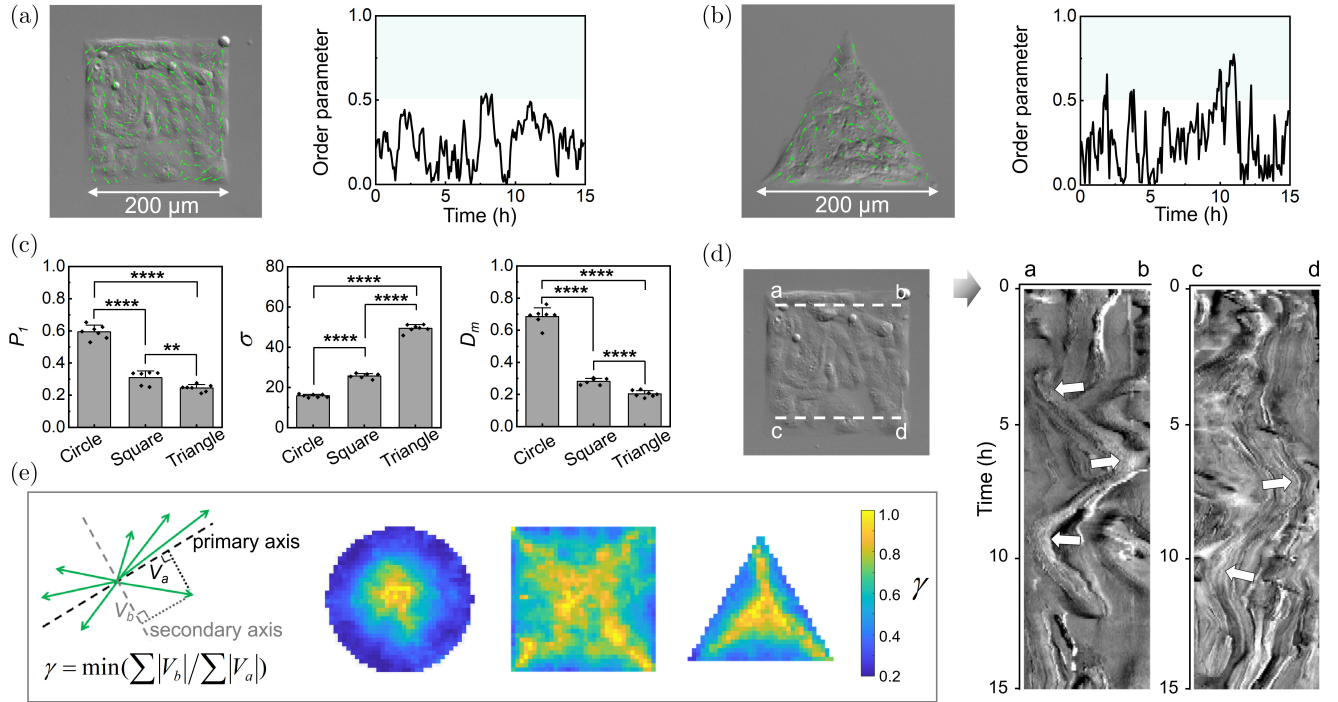 (a)
Order parameter
1.0
0.5
0.0
0
5
10
15
Time (h)
200 μm
(b)
Order parameter
1.0
0.5
0.0
0
5
10
15
Time (h)
200 μm
(c)
P1
1.0
0.8
0.6
0.4
0.2
0.0
****
****
**
Circle
Square
Triangle
σ
80
60
40
20
0
****
****
****
Circle
Square
Triangle
Dm
1.0
0.8
0.6
0.4
0.2
0.0
****
****
****
Circle
Square
Triangle
(d)
a
b
c
d
a
b
c
d
Time (h)
0
5
10
15
0
5
10
15
(e)
primary axis
Va
Vb
secondary axis
γ = min(∑|Vb|/∑|Va|)
1.0
0.8
0.6
0.4
0.2
γ